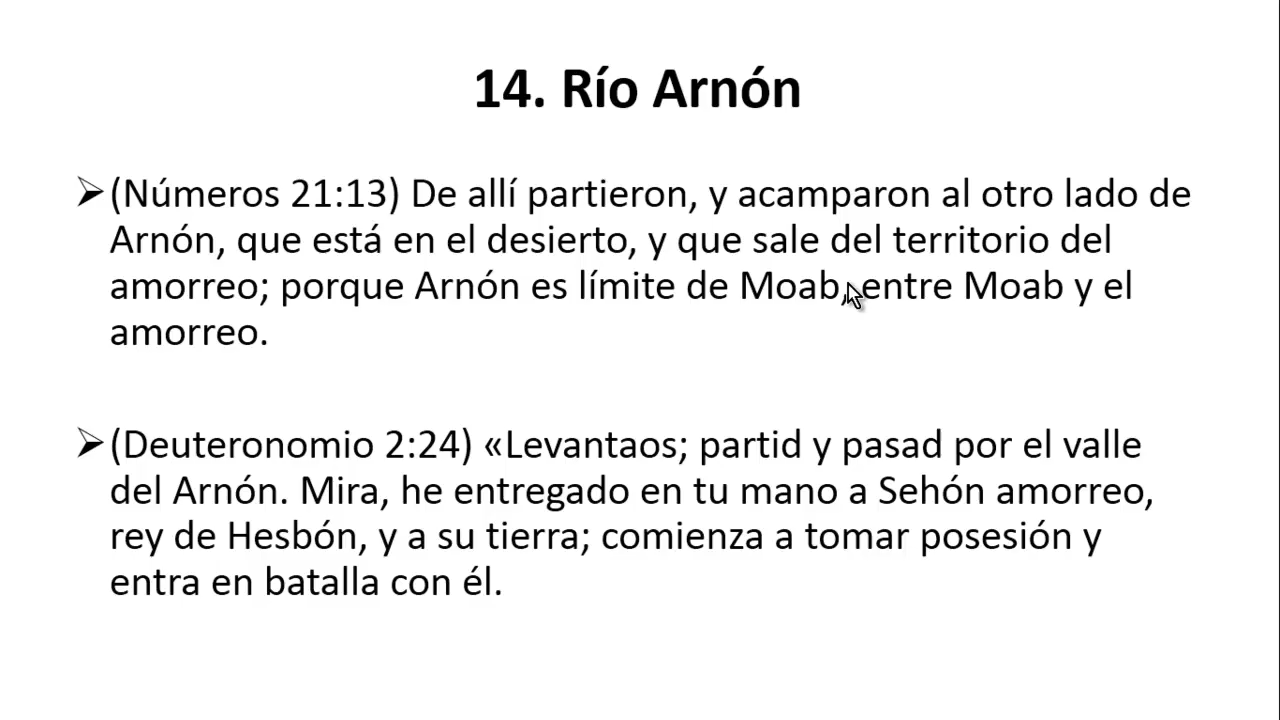 14. Río Arnón
➢(Números 21:13) De allí partieron, y acamparon al otro lado de
Arnón, que está en el desierto, y que sale del territorio del
amorreo; porque Arnón es límite de Moab, entre Moab y el
amorreo.
➢(Deuteronomio 2:24) «Levantaos; partid y pasad por el valle
del Arnón. Mira, he entregado en tu mano a Sehón amorreo,
rey de Hesbón, y a su tierra; comienza a tomar posesión y
entra en batalla con él.